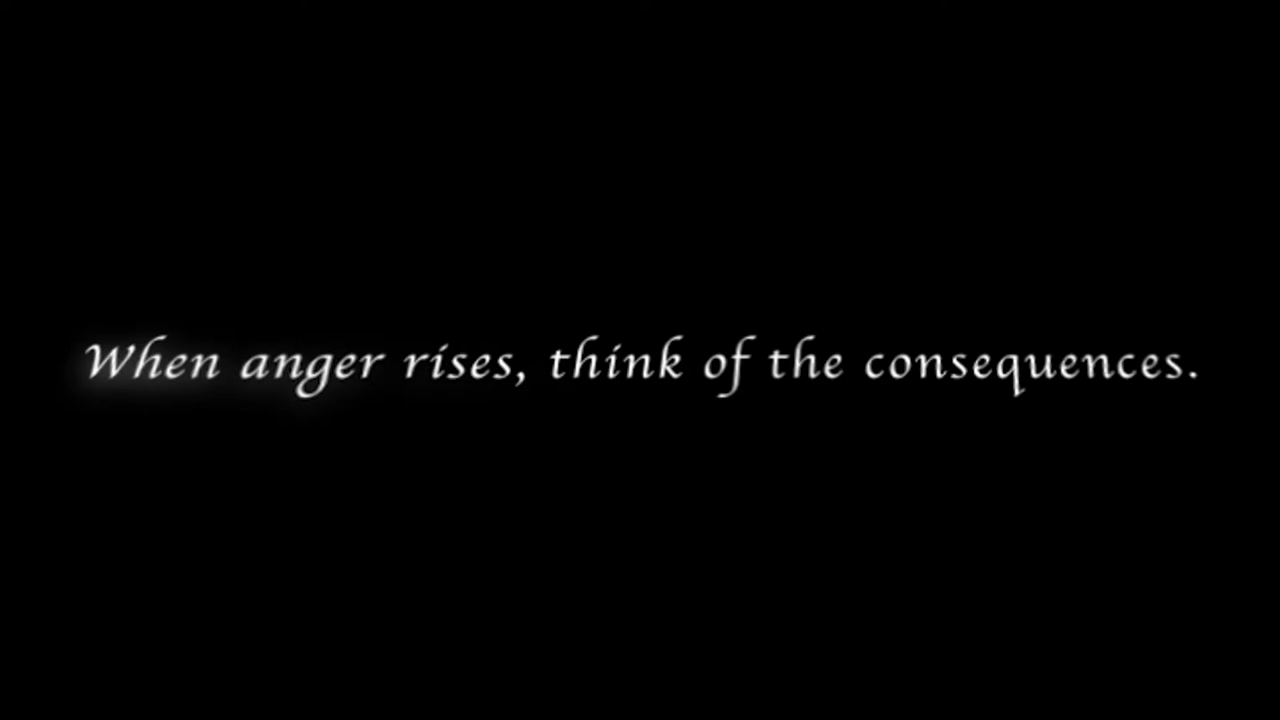 When anger rises, think of the consequences.